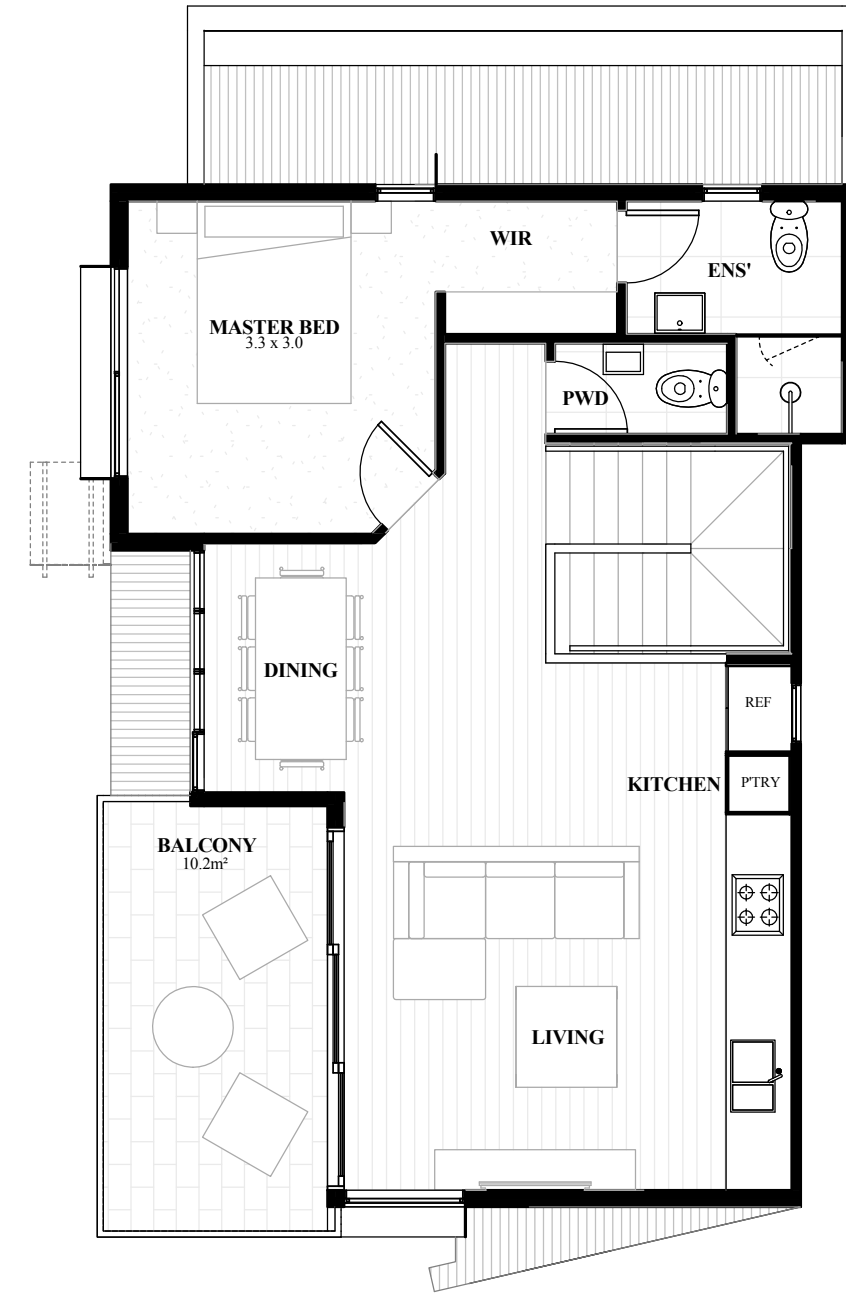 WIR
ENS'
MASTER BED
3.3 x 3.0
PWD
DINING
REF
KITCHEN
P'TRY
BALCONY
10.2m²
LIVING